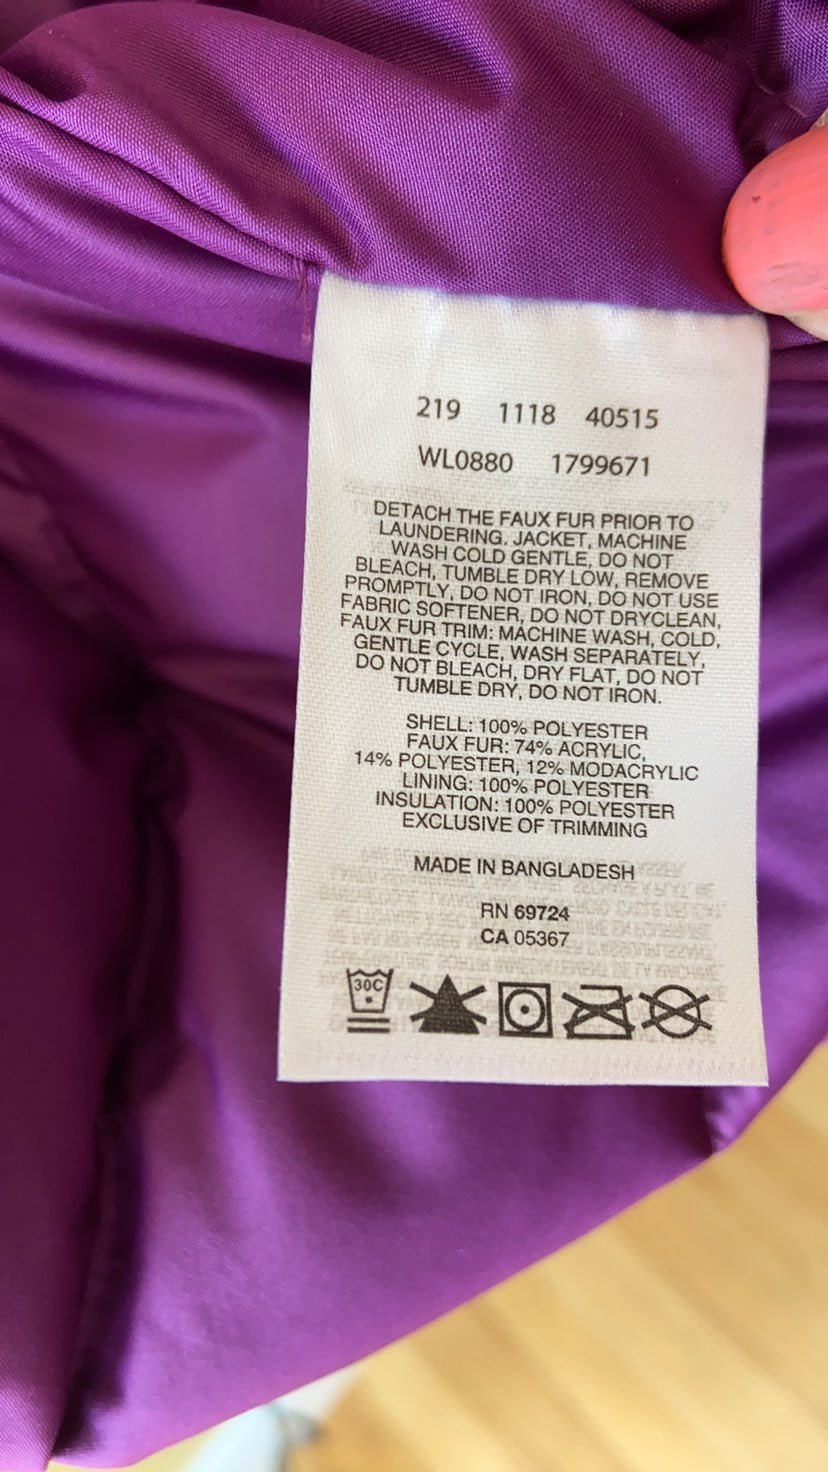 219 1118 40515
WL0880 1799671
DETACH THE FAUX FUR PRIOR TO
LAUNDERING. JACKET, MACHINE
WASH COLD GENTLE, DO NOT
BLEACH, TUMBLE DRY LOW, REMOVE
PROMPTLY, DO NOT IRON, DO NOT USE
FABRIC SOFTENER, DO NOT DRYCLEAN,
FAUX FUR TRIM: MACHINE WASH, COLD,
GENTLE CYCLE, WASH SEPARATELY,
DO NOT BLEACH, DRY FLAT, DO NOT
TUMBLE DRY, DO NOT IRON.
SHELL: 100% POLYESTER
FAUX FUR: 74% ACRYLIC,
14% POLYESTER, 12% MODACRYLIC
LINING: 100% POLYESTER
INSULATION: 100% POLYESTER
EXCLUSIVE OF TRIMMING
MADE IN BANGLADESH
RN 69724
CA 05367
30C